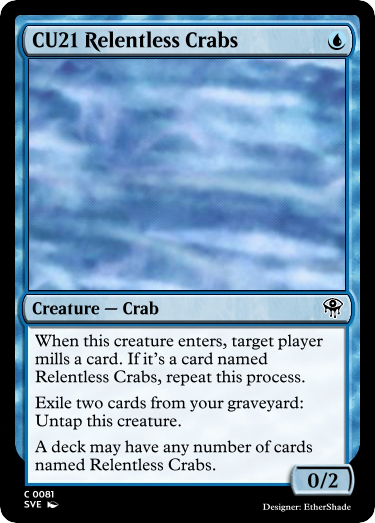 CU21 Relentless Crabs
Creature — Crab
When this creature enters, target player
mills a card. If it's a card named
Relentless Crabs, repeat this process.
Exile two cards from your graveyard:
Untap this creature.
A deck may have any number of cards
named Relentless Crabs.
0/2
C 0081
SVE
Designer: EtherShade